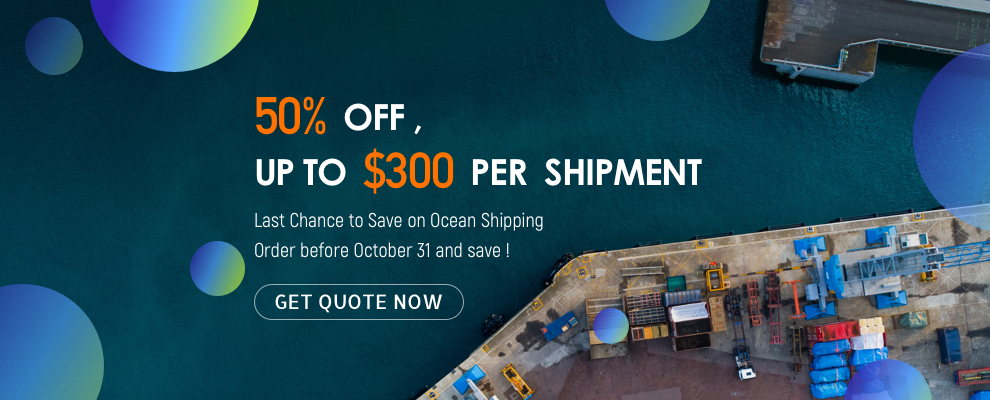 50% OFF ,
UP TO $300 PER SHIPMENT
Last Chance to Save on Ocean Shipping
Order before October 31 and save !
GET QUOTE NOW